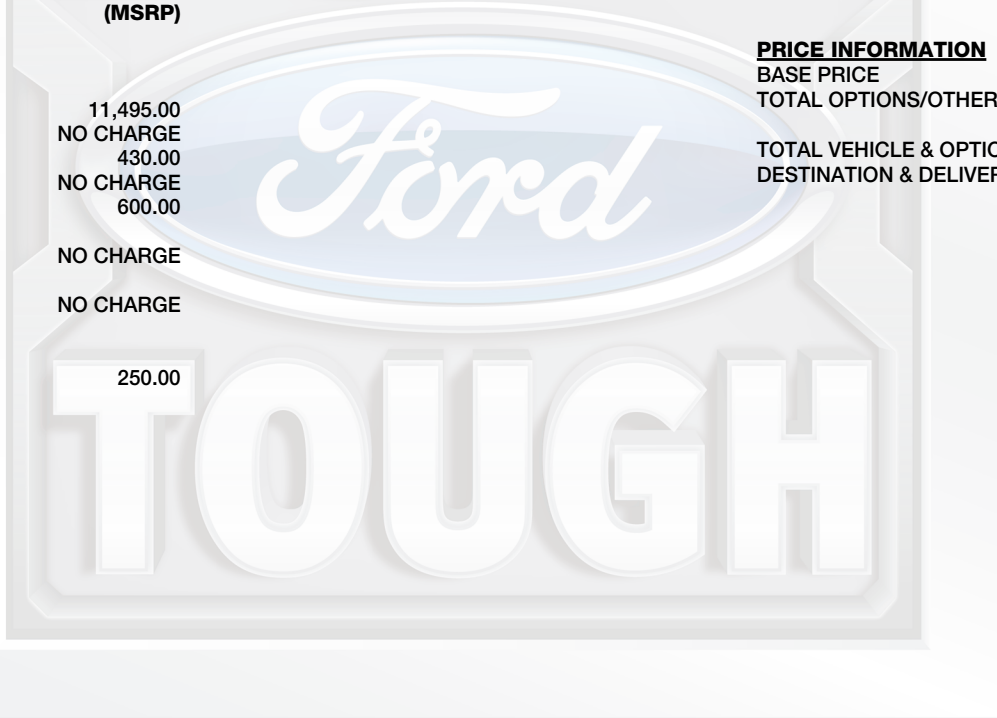 (MSRP)
11,495.00
NO CHARGE
430.00
NO CHARGE
600.00
NO CHARGE
NO CHARGE
250.00
PRICE INFORMATION
BASE PRICE
TOTAL OPTIONS/OTHER
TOTAL VEHICLE & OPTIO
DESTINATION & DELIVER
Ford
TOUGH